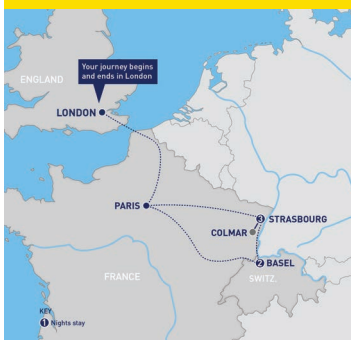 Your journey begins
and ends in London
ENGLAND
LONDON
PARIS
3 STRASBOURG
COLMAR
2 BASEL
FRANCE
SWITZ.
KEY
1 Nights stay